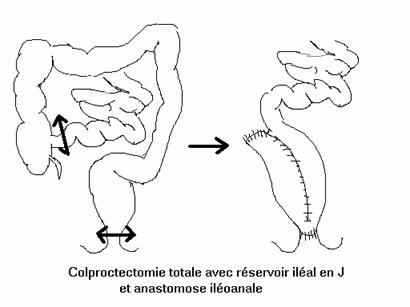 Colproctectomie totale avec réservoir iléal en J
et anastomose iléoanale